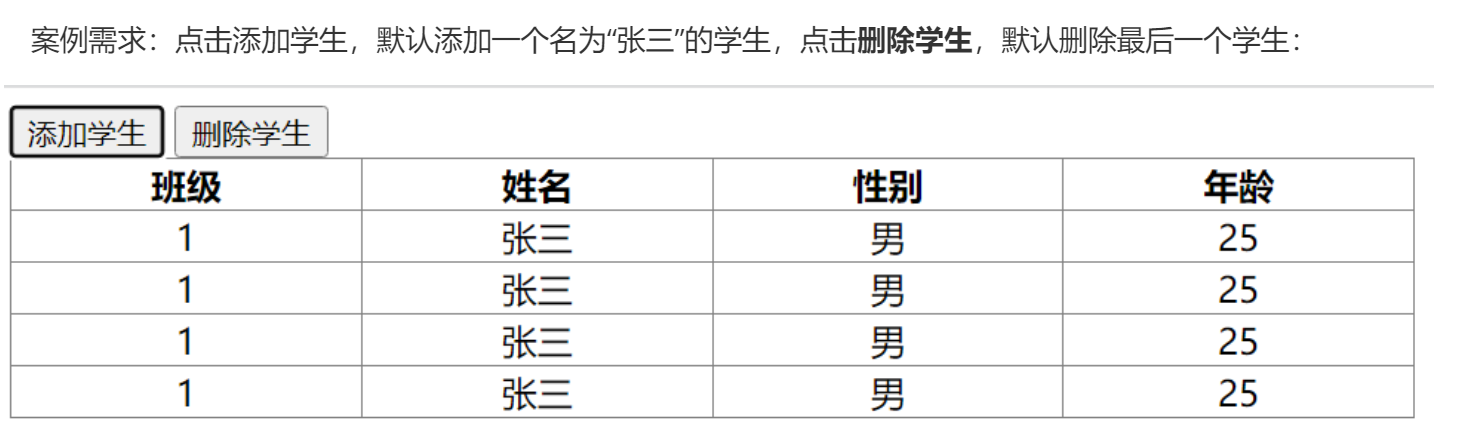 案例需求：点击添加学生，默认添加一个名为“张三”的学生，点击删除学生，默认删除最后一个学生：
添加学生 删除学生
班级 姓名 性别 年龄
1 张三 男 25
1 张三 男 25
1 张三 男 25
1 张三 男 25